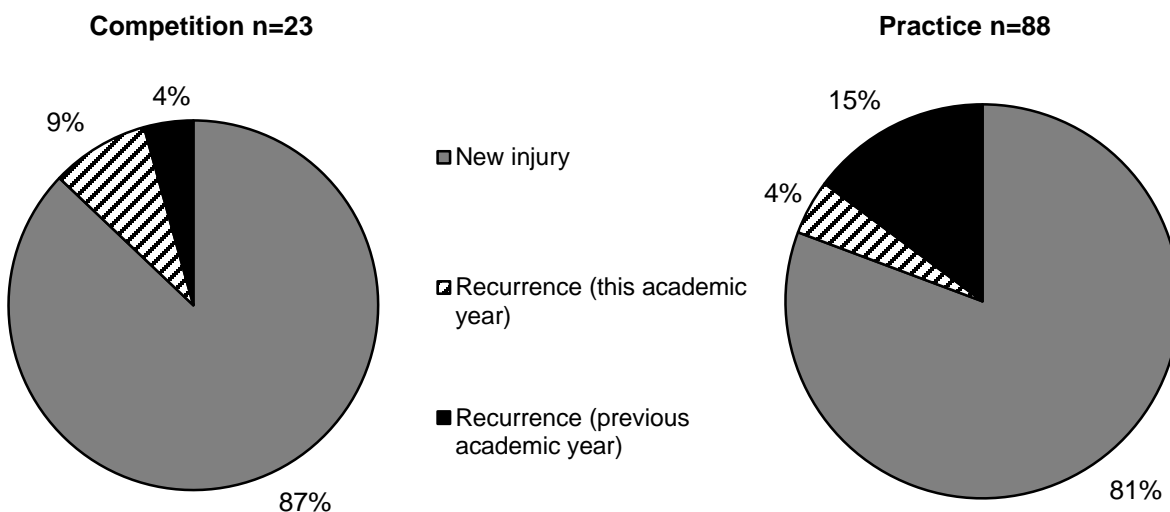 Competition n=23
4%
9%
87%
New injury
Recurrence (this academic
year)
Recurrence (previous
academic year)
Practice n=88
15%
4%
81%